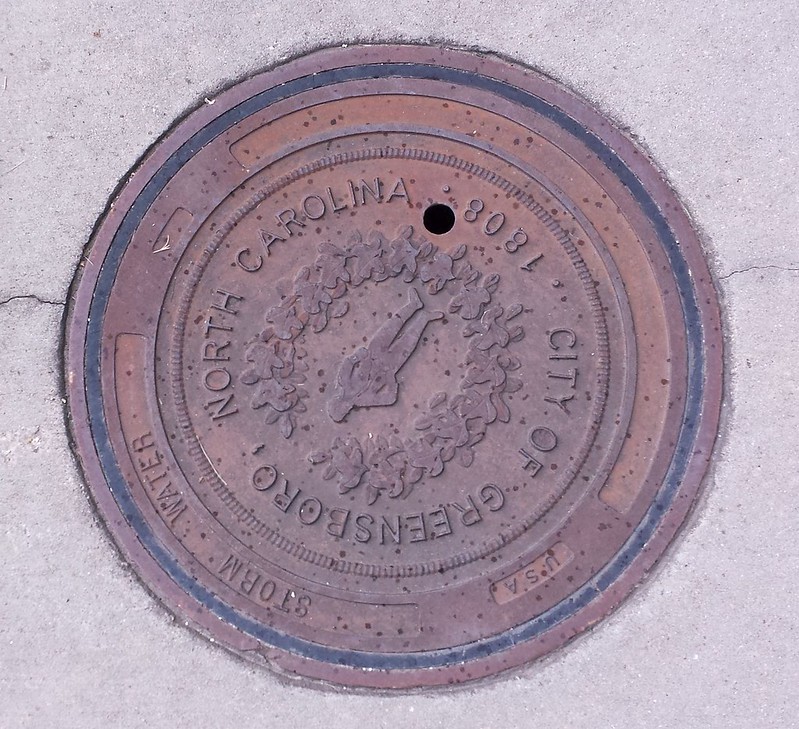 CITY OF GREENSBORO, NORTH CAROLINA
· 1808 ·
STORM WATER
U.S.A